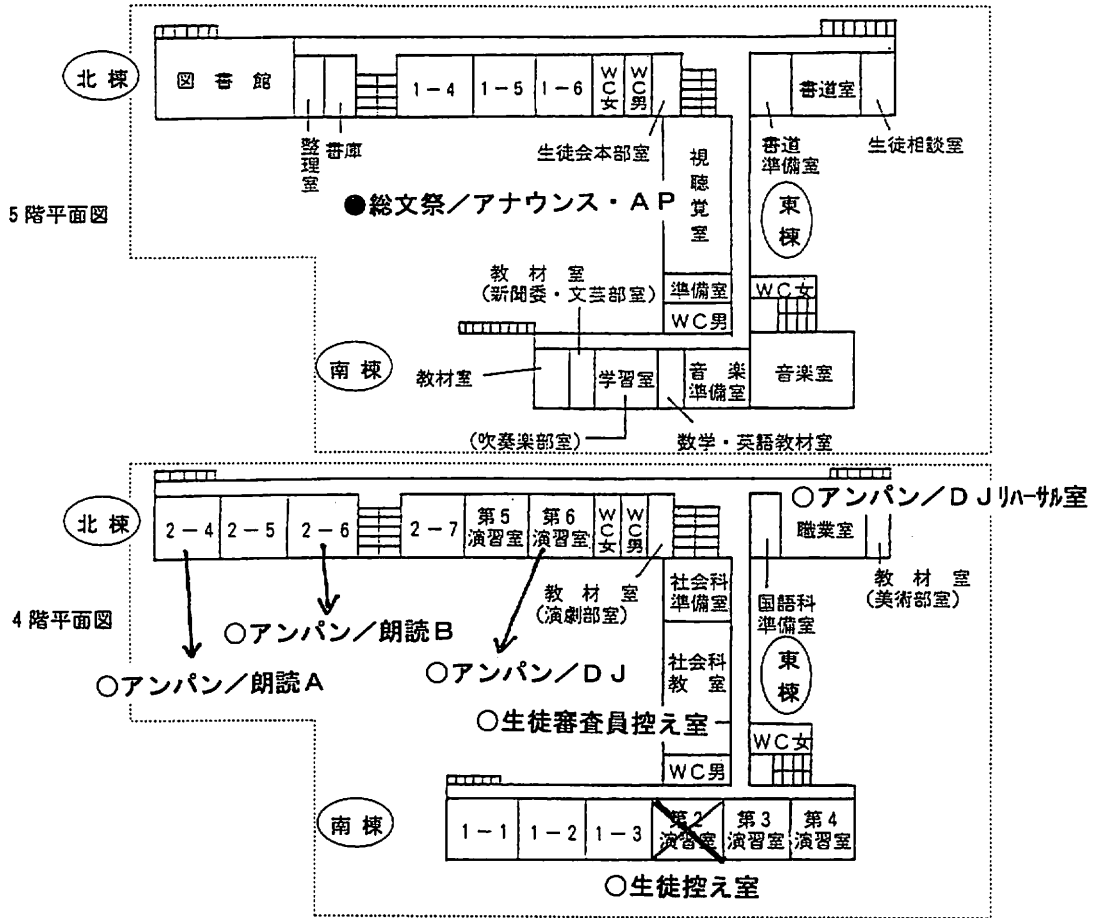 北棟
図書館
整理室
書庫
1-4
1-5
1-6
WC女
WC男
生徒会本部室
書道準備室
書道室
生徒相談室
5階平面図
●総文祭/アナウンス・AP
視聴覚室
東棟
教材室
(新聞委・文芸部室)
準備室
WC男
WC女
南棟
教材室
学習室
音楽準備室
音楽室
(吹奏楽部室)
数学・英語教材室
北棟
2-4
2-5
2-6
2-7
第5演習室
第6演習室
WC女
WC男
○アンパン/DJリハーサル室
職業室
教材室
(演劇部室)
社会科準備室
国語科準備室
教材室
(美術部室)
4階平面図
○アンパン/朗読B
○アンパン/朗読A
○アンパン/DJ
社会科教室
東棟
○生徒審査員控え室
WC男
WC女
南棟
1-1
1-2
1-3
第2演習室
第3演習室
第4演習室
○生徒控え室